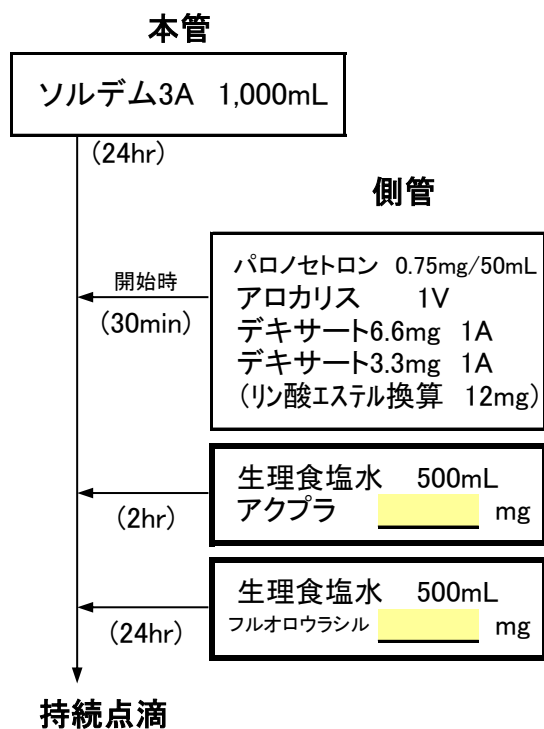 本管
ソルデム3A 1,000mL
(24hr)
側管
パロノセトロン 0.75mg/50mL
アロカリス 1V
デキサート6.6mg 1A
デキサート3.3mg 1A
(リン酸エステル換算 12mg)
開始時
(30min)
生理食塩水 500mL
アクプラ mg
(2hr)
生理食塩水 500mL
フルオロウラシル mg
(24hr)
持続点滴